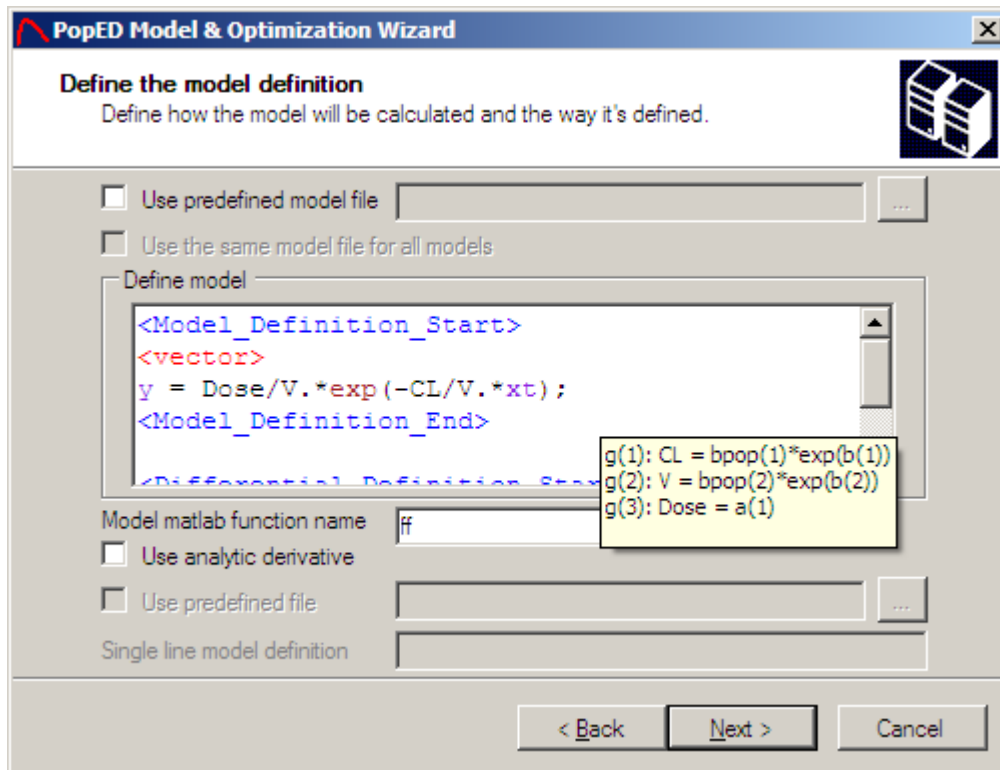 PopED Model & Optimization Wizard
Define the model definition
Define how the model will be calculated and the way it's defined.
Use predefined model file
...
Use the same model file for all models
Define model
<Model_Definition_Start>
<vector>
y = Dose/V.*exp(-CL/V.*xt);
<Model_Definition_End>
<Differential_Definition_Star
g(1): CL = bpop(1)*exp(b(1))
g(2): V = bpop(2)*exp(b(2))
g(3): Dose = a(1)
Model matlab function name
ff
Use analytic derivative
Use predefined file
...
Single line model definition
< Back
Next >
Cancel